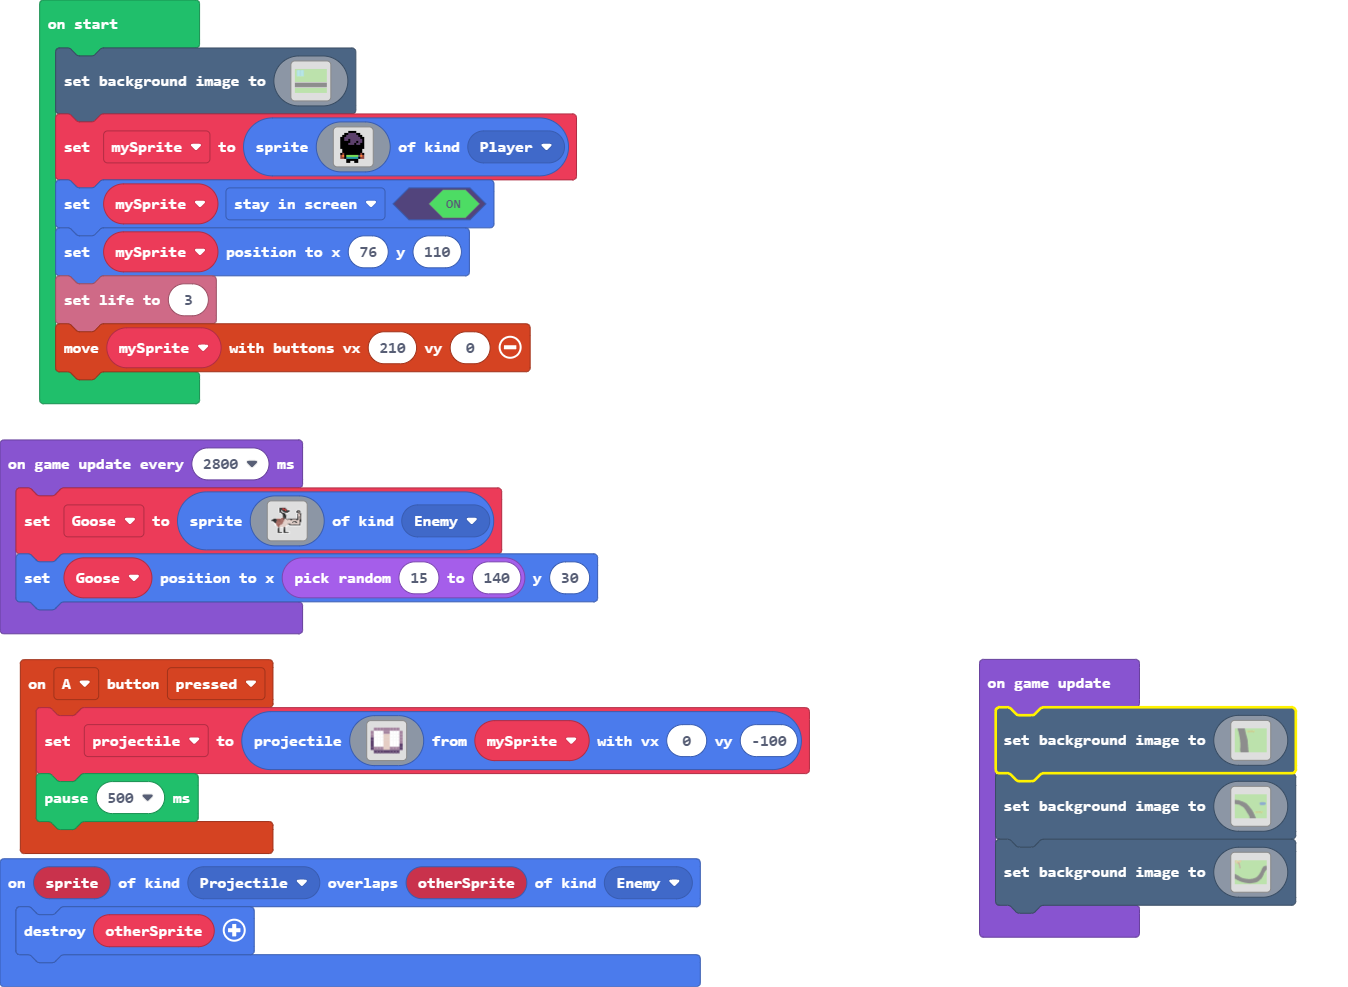 on start
set background image to
set mySprite to sprite of kind Player
set mySprite stay in screen ON
set mySprite position to x 76 y 110
set life to 3
move mySprite with buttons vx 210 vy 0
on game update every 2800 ms
set Goose to sprite of kind Enemy
set Goose position to x pick random 15 to 140 y 30
on A button pressed
set projectile to projectile from mySprite with vx 0 vy -100
pause 500 ms
on sprite of kind Projectile overlaps otherSprite of kind Enemy
destroy otherSprite
on game update
set background image to
set background image to
set background image to